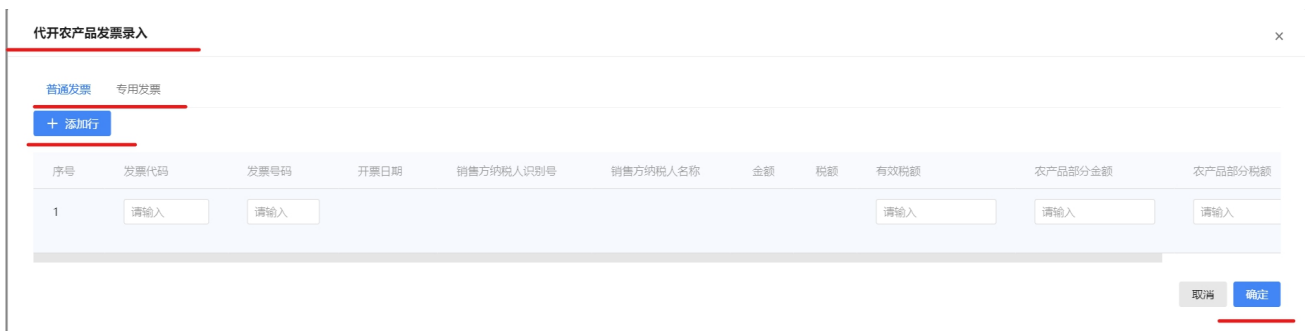 代开农产品发票录入
×
普通发票 专用发票
+ 添加行
序号 发票代码 发票号码 开票日期 销售方纳税人识别号 销售方纳税人名称 金额 税额 有效税额 农产品部分金额 农产品部分税额
1 请输入 请输入 请输入 请输入 请输入
取消 确定